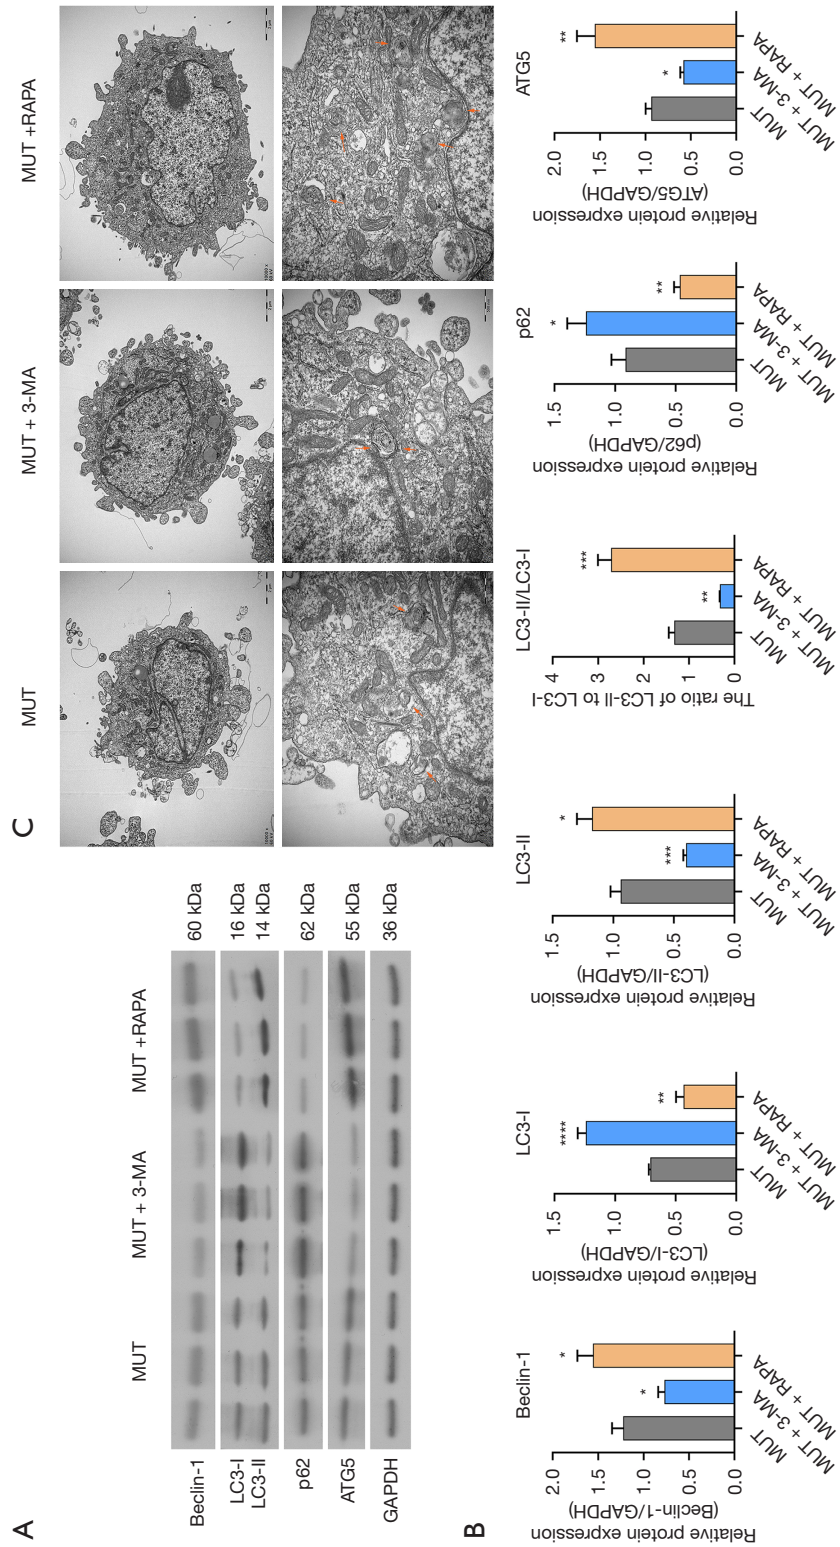 A
MUT
MUT + 3-MA
MUT +RAPA
Beclin-1
60 kDa
LC3-I
16 kDa
LC3-II
14 kDa
p62
62 kDa
ATG5
55 kDa
GAPDH
36 kDa
C
MUT
MUT + 3-MA
MUT +RAPA
B
Beclin-1
Relative protein expression
(Beclin-1/GAPDH)
2.0
1.5
1.0
0.5
0.0
*
*
MUT
MUT + 3-MA
MUT + RAPA
LC3-I
Relative protein expression
(LC3-I/GAPDH)
1.5
1.0
0.5
0.0
****
**
MUT
MUT + 3-MA
MUT + RAPA
LC3-II
Relative protein expression
(LC3-II/GAPDH)
1.5
1.0
0.5
0.0
***
*
MUT
MUT + 3-MA
MUT + RAPA
LC3-II/LC3-I
The ratio of LC3-II to LC3-I
4
3
2
1
0
**
***
MUT
MUT + 3-MA
MUT + RAPA
p62
Relative protein expression
(p62/GAPDH)
1.5
1.0
0.5
0.0
*
**
MUT
MUT + 3-MA
MUT + RAPA
ATG5
Relative protein expression
(ATG5/GAPDH)
2.0
1.5
1.0
0.5
0.0
*
**
MUT
MUT + 3-MA
MUT + RAPA